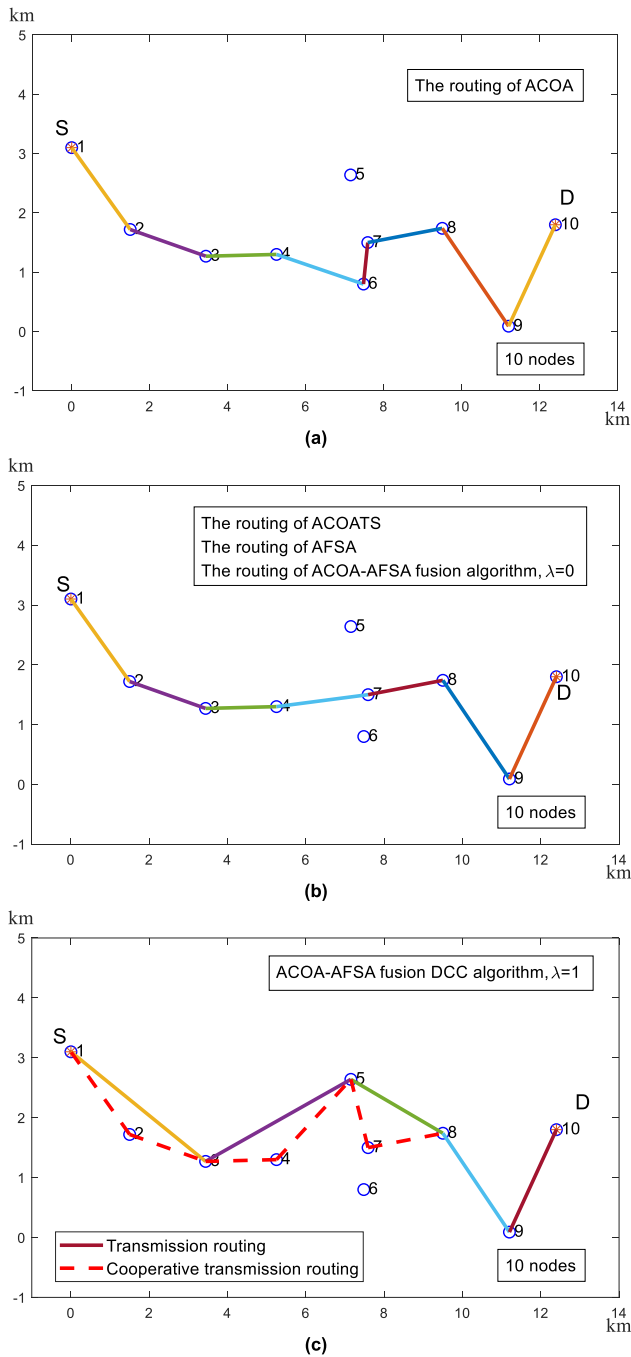 km
5
The routing of ACOA
4
S
3
1
5
D
2
2
10
8
7
3
4
1
6
0
9
10 nodes
-1
0 2 4 6 8 10 12 14
km
(a)
km
5
The routing of ACOATS
The routing of AFSA
The routing of ACOA-AFSA fusion algorithm, λ=0
4
S
3
1
5
2
2
8
10
D
7
3
4
1
6
0
9
10 nodes
-1
0 2 4 6 8 10 12 14
km
(b)
km
5
ACOA-AFSA fusion DCC algorithm, λ=1
4
S
3
1
5
D
2
2
8
10
7
3
4
1
6
0
9
Transmission routing
Cooperative transmission routing
10 nodes
-1
0 2 4 6 8 10 12 14
km
(c)